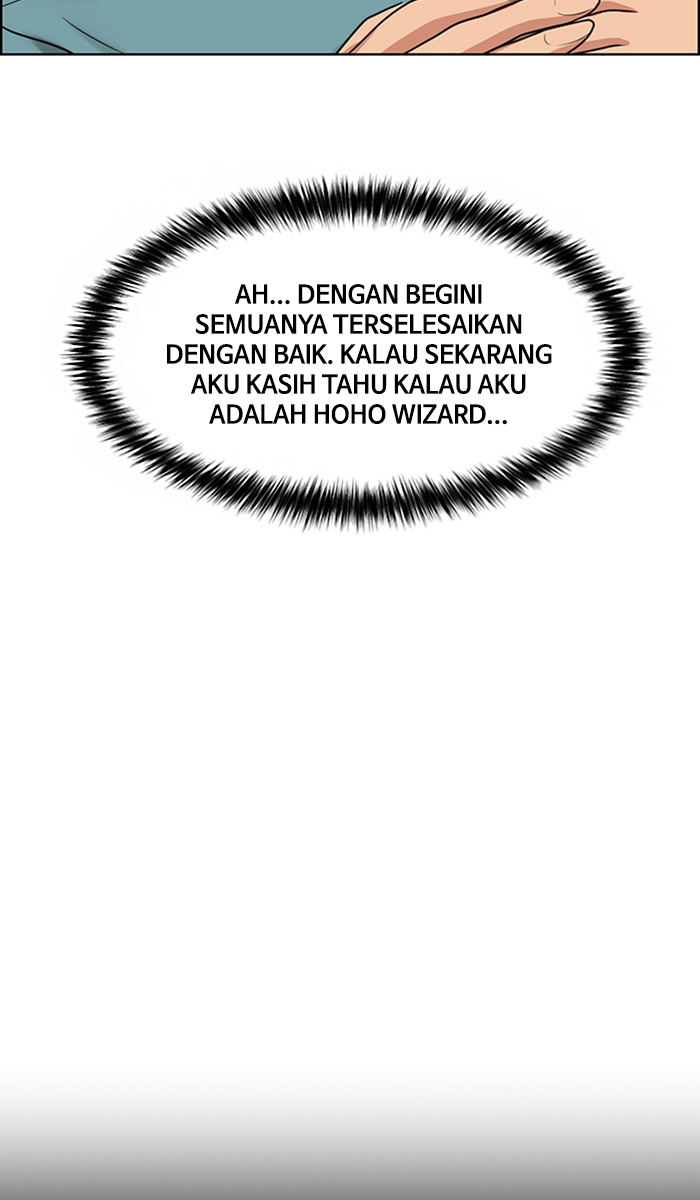 AH... DENGAN BEGINI
SEMUANYA TERSELESAIKAN
DENGAN BAIK. KALAU SEKARANG
AKU KASIH TAHU KALAU AKU
ADALAH HOHO WIZARD...